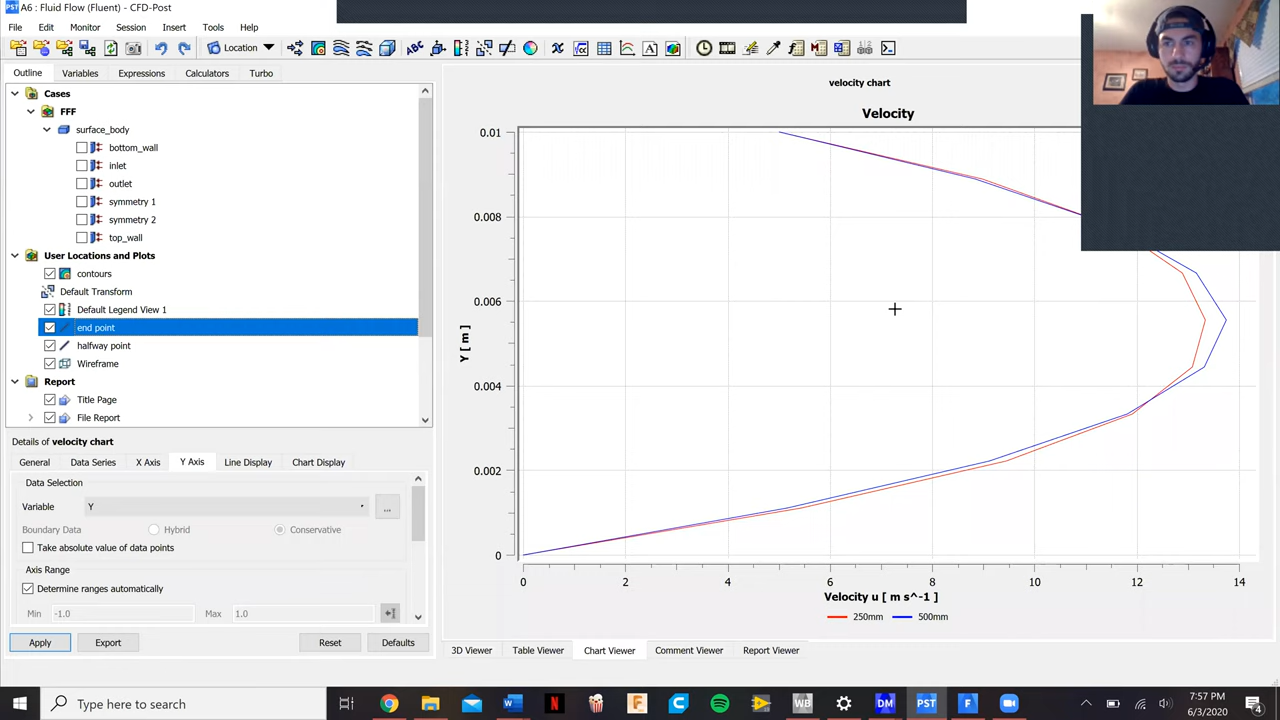 A6 : Fluid Flow (Fluent) - CFD-Post
File Edit Monitor Session Insert Tools Help
Location
Outline Variables Expressions Calculators Turbo
Cases
FFF
surface_body
bottom_wall
inlet
outlet
symmetry 1
symmetry 2
top_wall
User Locations and Plots
contours
Default Transform
Default Legend View 1
end point
halfway point
Wireframe
Report
Title Page
File Report
Details of velocity chart
General Data Series X Axis Y Axis Line Display Chart Display
Data Selection
Variable Y ...
Boundary Data Hybrid Conservative
Take absolute value of data points
Axis Range
Determine ranges automatically
Min -1.0 Max 1.0
Apply Export Reset Defaults
velocity chart
Velocity
0.01
0.008
0.006
0.004
0.002
0
Y [ m ]
0 2 4 6 8 10 12 14
Velocity u [ m s^-1 ]
250mm 500mm
3D Viewer Table Viewer Chart Viewer Comment Viewer Report Viewer
Type here to search
WB DM PST F
7:57 PM
6/3/2020